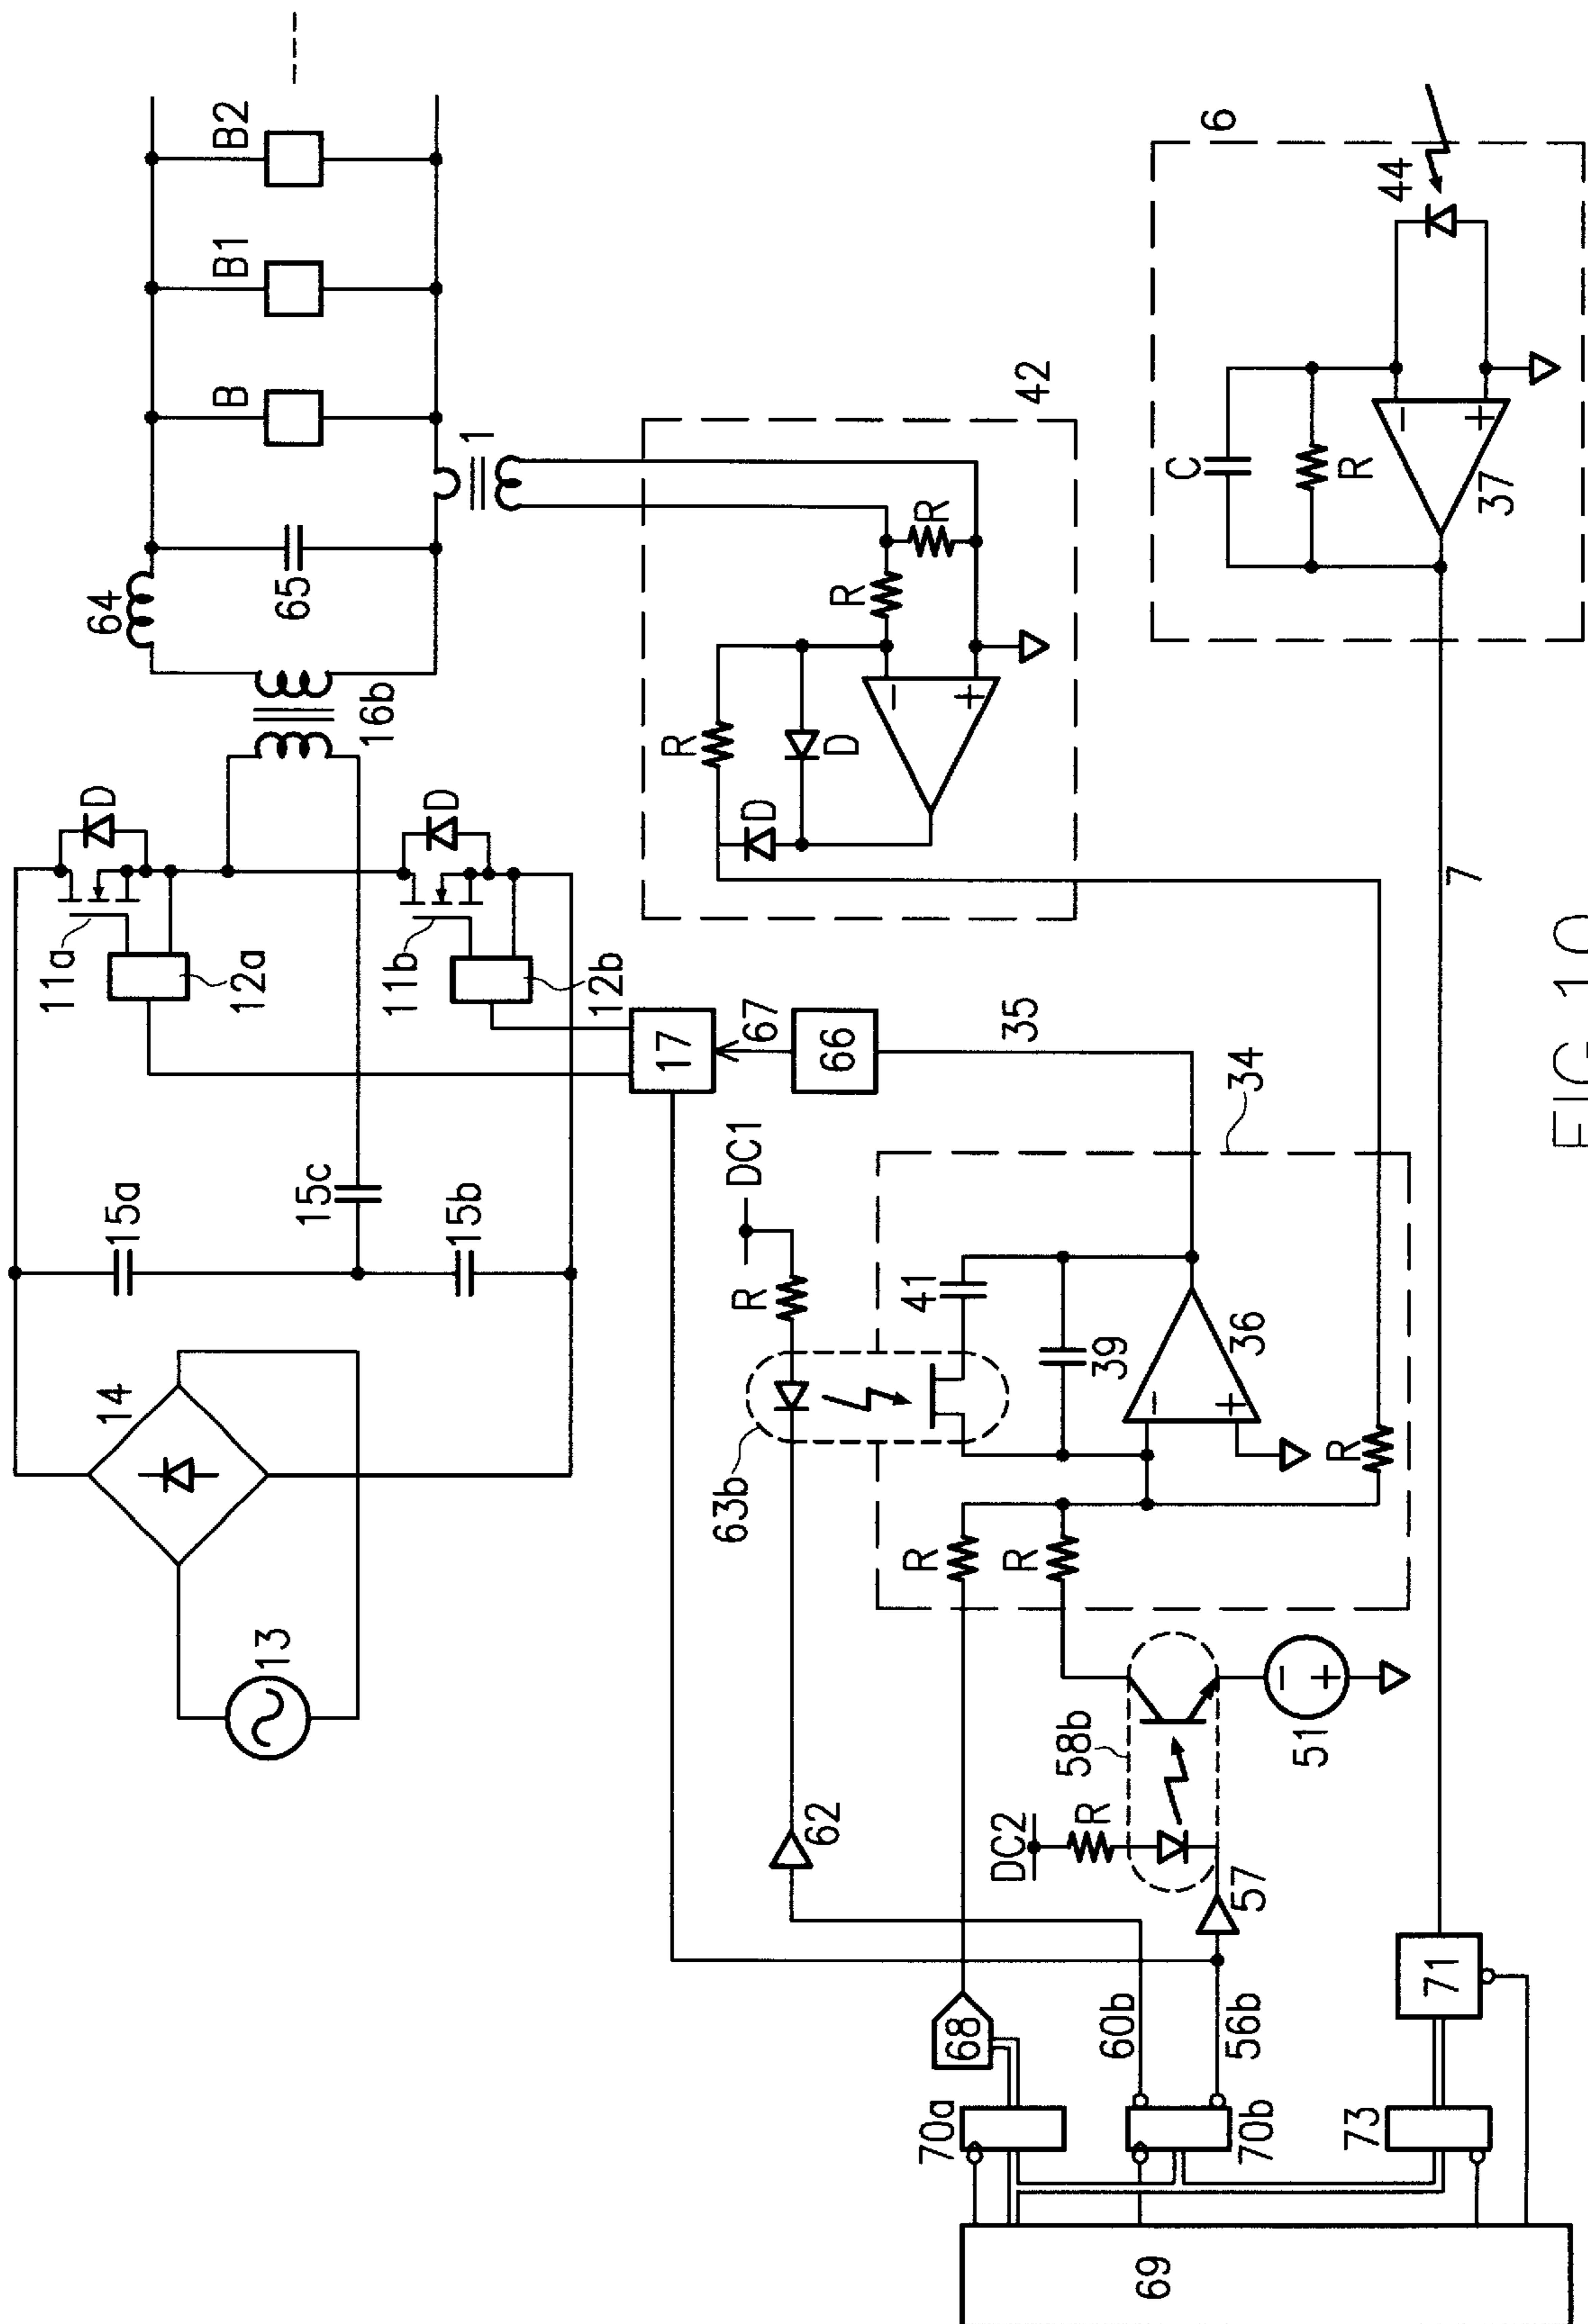 B2
B1
B
64
65
1
16b
D
11a
12a
D
11b
12b
15a
15c
15b
14
13
42
R
R
R
D
D
17
67
66
35
34
DC1
R
63b
41
39
36
R
R
R
−
+
−
+
6
44
C
R
37
−
+
7
62
58b
DC2
R
57
51
−
+
68
60b
56b
70a
70b
71
73
69
FIG. 10